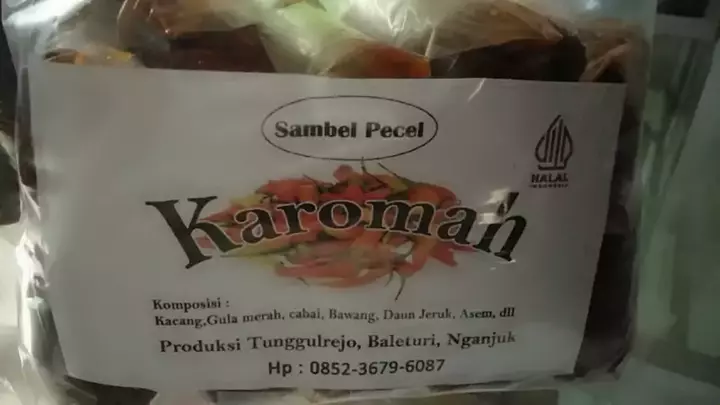 Sambel Pecel
HALAL
INDONESIA
Karomah
Komposisi :
Kacang,Gula merah, cabai, Bawang, Daun Jeruk, Asem, dll
Produksi Tunggulrejo, Baleturi, Nganjuk
Hp : 0852-3679-6087